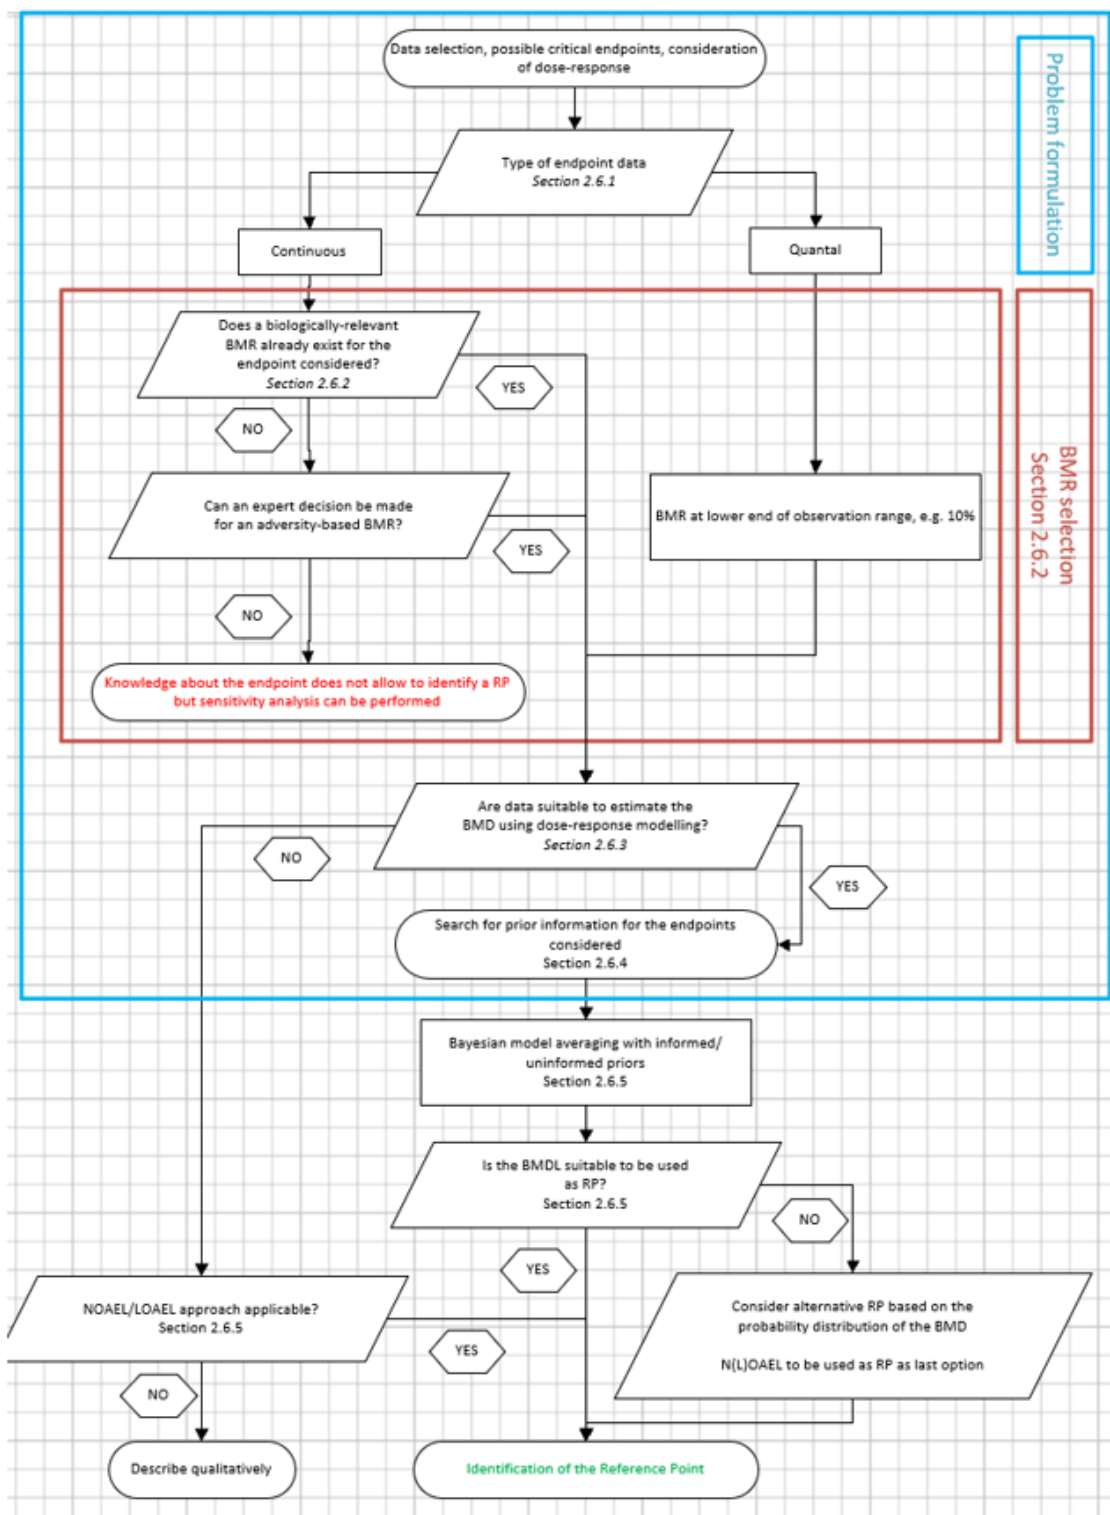 Data selection, possible critical endpoints, consideration
of dose-response
Problem formulation
Type of endpoint data
Section 2.6.1
Continuous
Quantal
Does a biologically-relevant
BMR already exist for the
endpoint considered?
Section 2.6.2
YES
NO
BMR selection
Section 2.6.2
Can an expert decision be made
for an adversity-based BMR?
BMR at lower end of observation range, e.g. 10%
YES
NO
Knowledge about the endpoint does not allow to identify a RP
but sensitivity analysis can be performed
Are data suitable to estimate the
BMD using dose-response modelling?
Section 2.6.3
NO
YES
Search for prior information for the endpoints
considered
Section 2.6.4
Bayesian model averaging with informed/
uninformed priors
Section 2.6.5
Is the BMDL suitable to be used
as RP?
Section 2.6.5
NO
YES
NOAEL/LOAEL approach applicable?
Section 2.6.5
Consider alternative RP based on the
probability distribution of the BMD
N(L)OAEL to be used as RP as last option
YES
NO
Describe qualitatively
Identification of the Reference Point